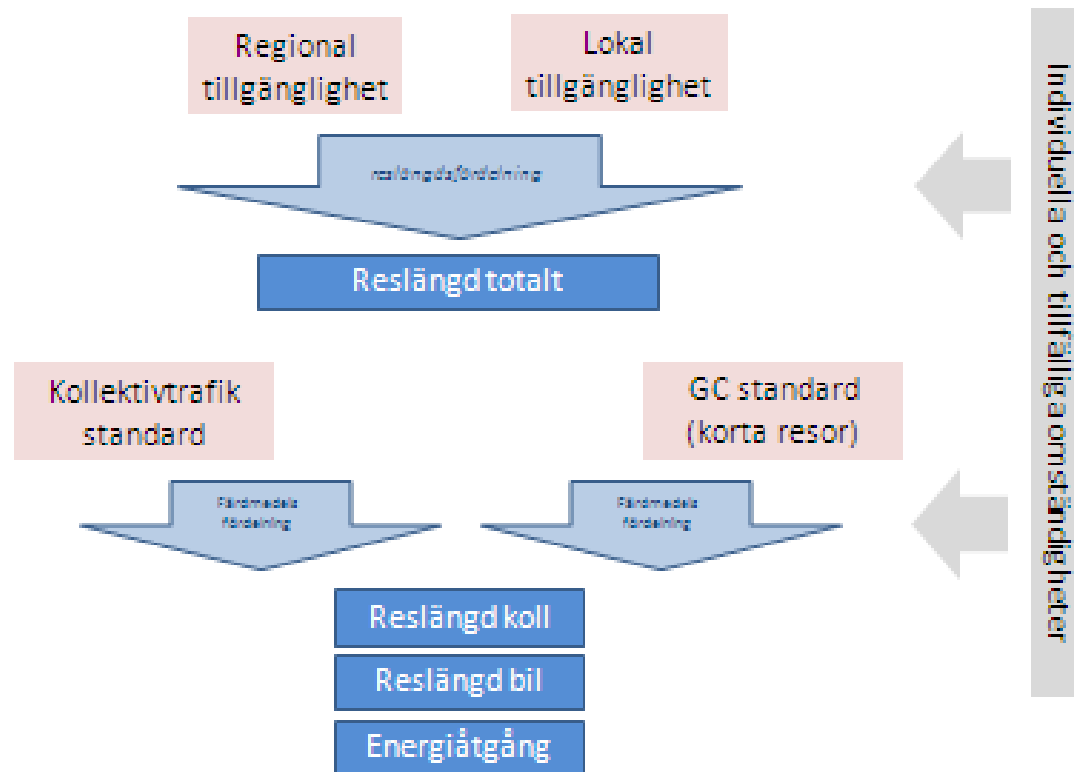 Regional
tillgänglighet
Lokal
tillgänglighet
reslängdsfördelning
Reslängd totalt
Kollektivtrafik
standard
GC standard
(korta resor)
Färdmedels
fördelning
Färdmedels
fördelning
Reslängd koll
Reslängd bil
Energiåtgång
Individuella och tillfälliga omständigheter